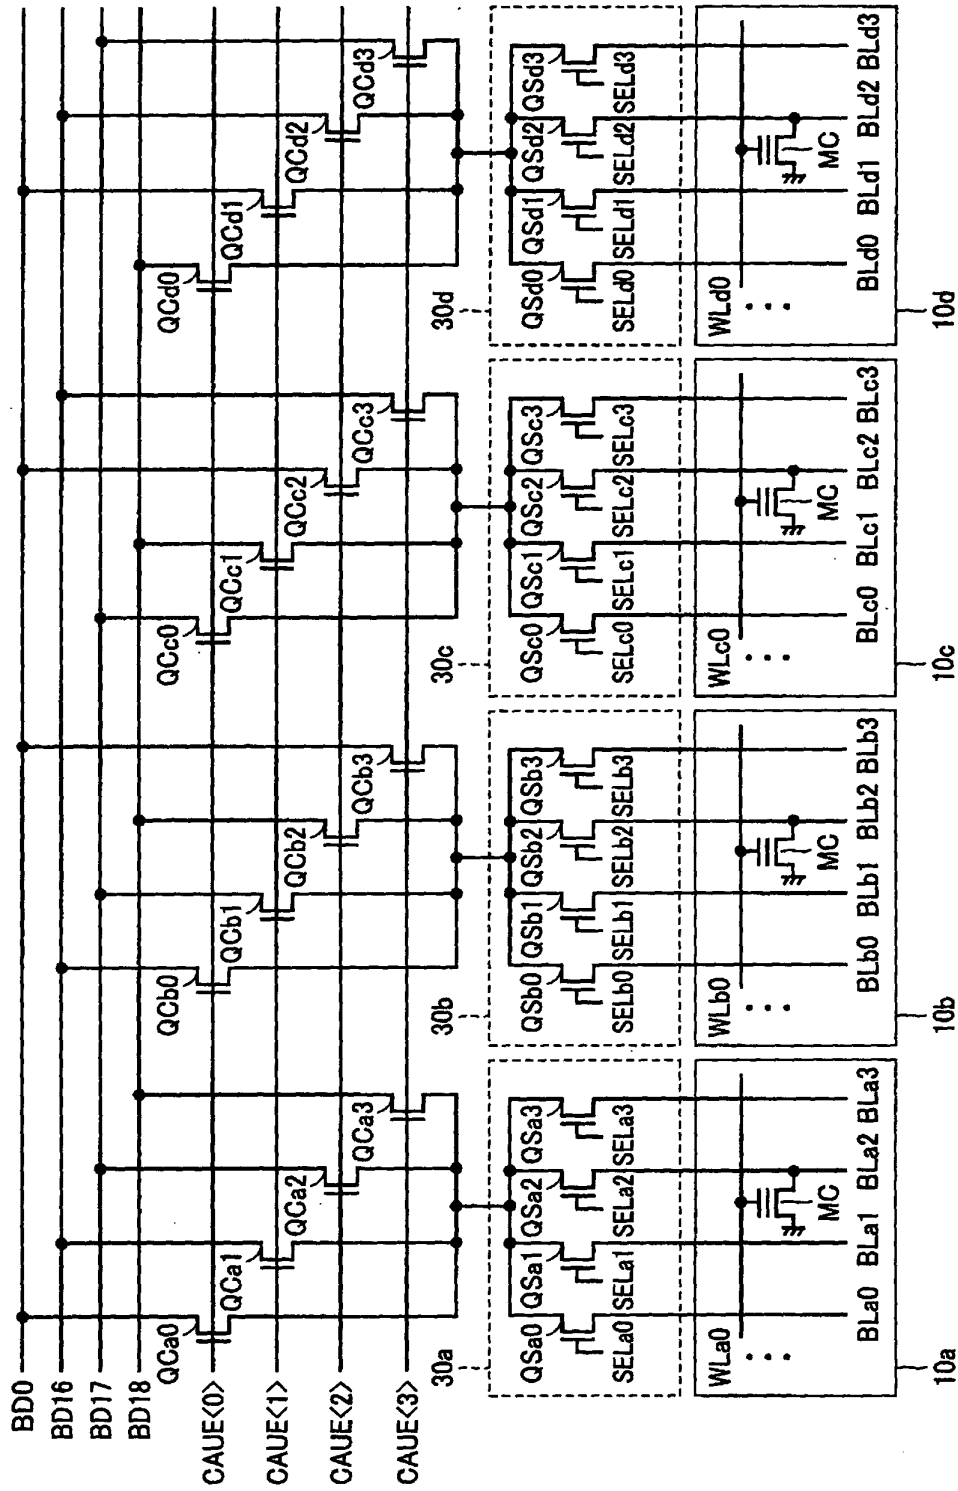 BD0
BD16
BD17
BD18
CAUE<0>
CAUE<1>
CAUE<2>
CAUE<3>
QCa0
QCa1
QCa2
QCa3
QCb0
QCb1
QCb2
QCb3
QCc0
QCc1
QCc2
QCc3
QCd0
QCd1
QCd2
QCd3
30a
30b
30c
30d
QSa0 QSa1 QSa2 QSa3
QSb0 QSb1 QSb2 QSb3
QSc0 QSc1 QSc2 QSc3
QSd0 QSd1 QSd2 QSd3
SELa0 SELa1 SELa2 SELa3
SELb0 SELb1 SELb2 SELb3
SELc0 SELc1 SELc2 SELc3
SELd0 SELd1 SELd2 SELd3
WLa0
WLb0
WLc0
WLd0
MC
MC
MC
MC
BLa0 BLa1 BLa2 BLa3
BLb0 BLb1 BLb2 BLb3
BLc0 BLc1 BLc2 BLc3
BLd0 BLd1 BLd2 BLd3
10a
10b
10c
10d